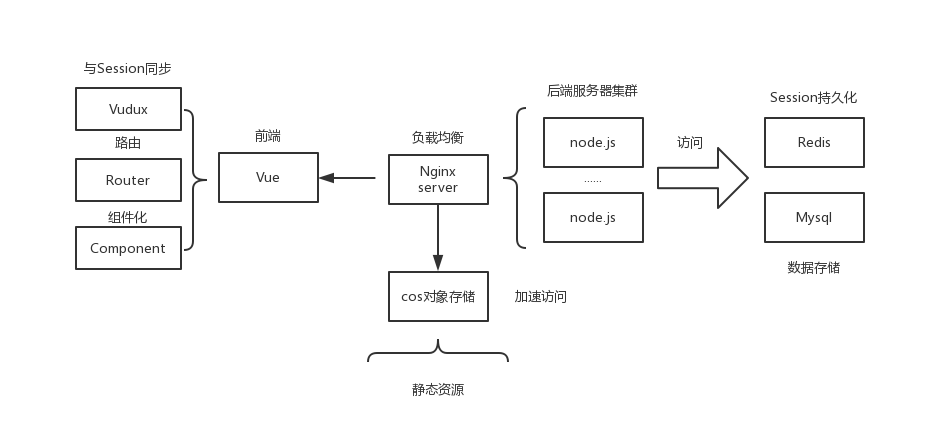 与Session同步
Vudux
路由
Router
组件化
Component
前端
Vue
负载均衡
Nginx
server
cos对象存储
加速访问
静态资源
后端服务器集群
node.js
......
node.js
访问
Session持久化
Redis
Mysql
数据存储